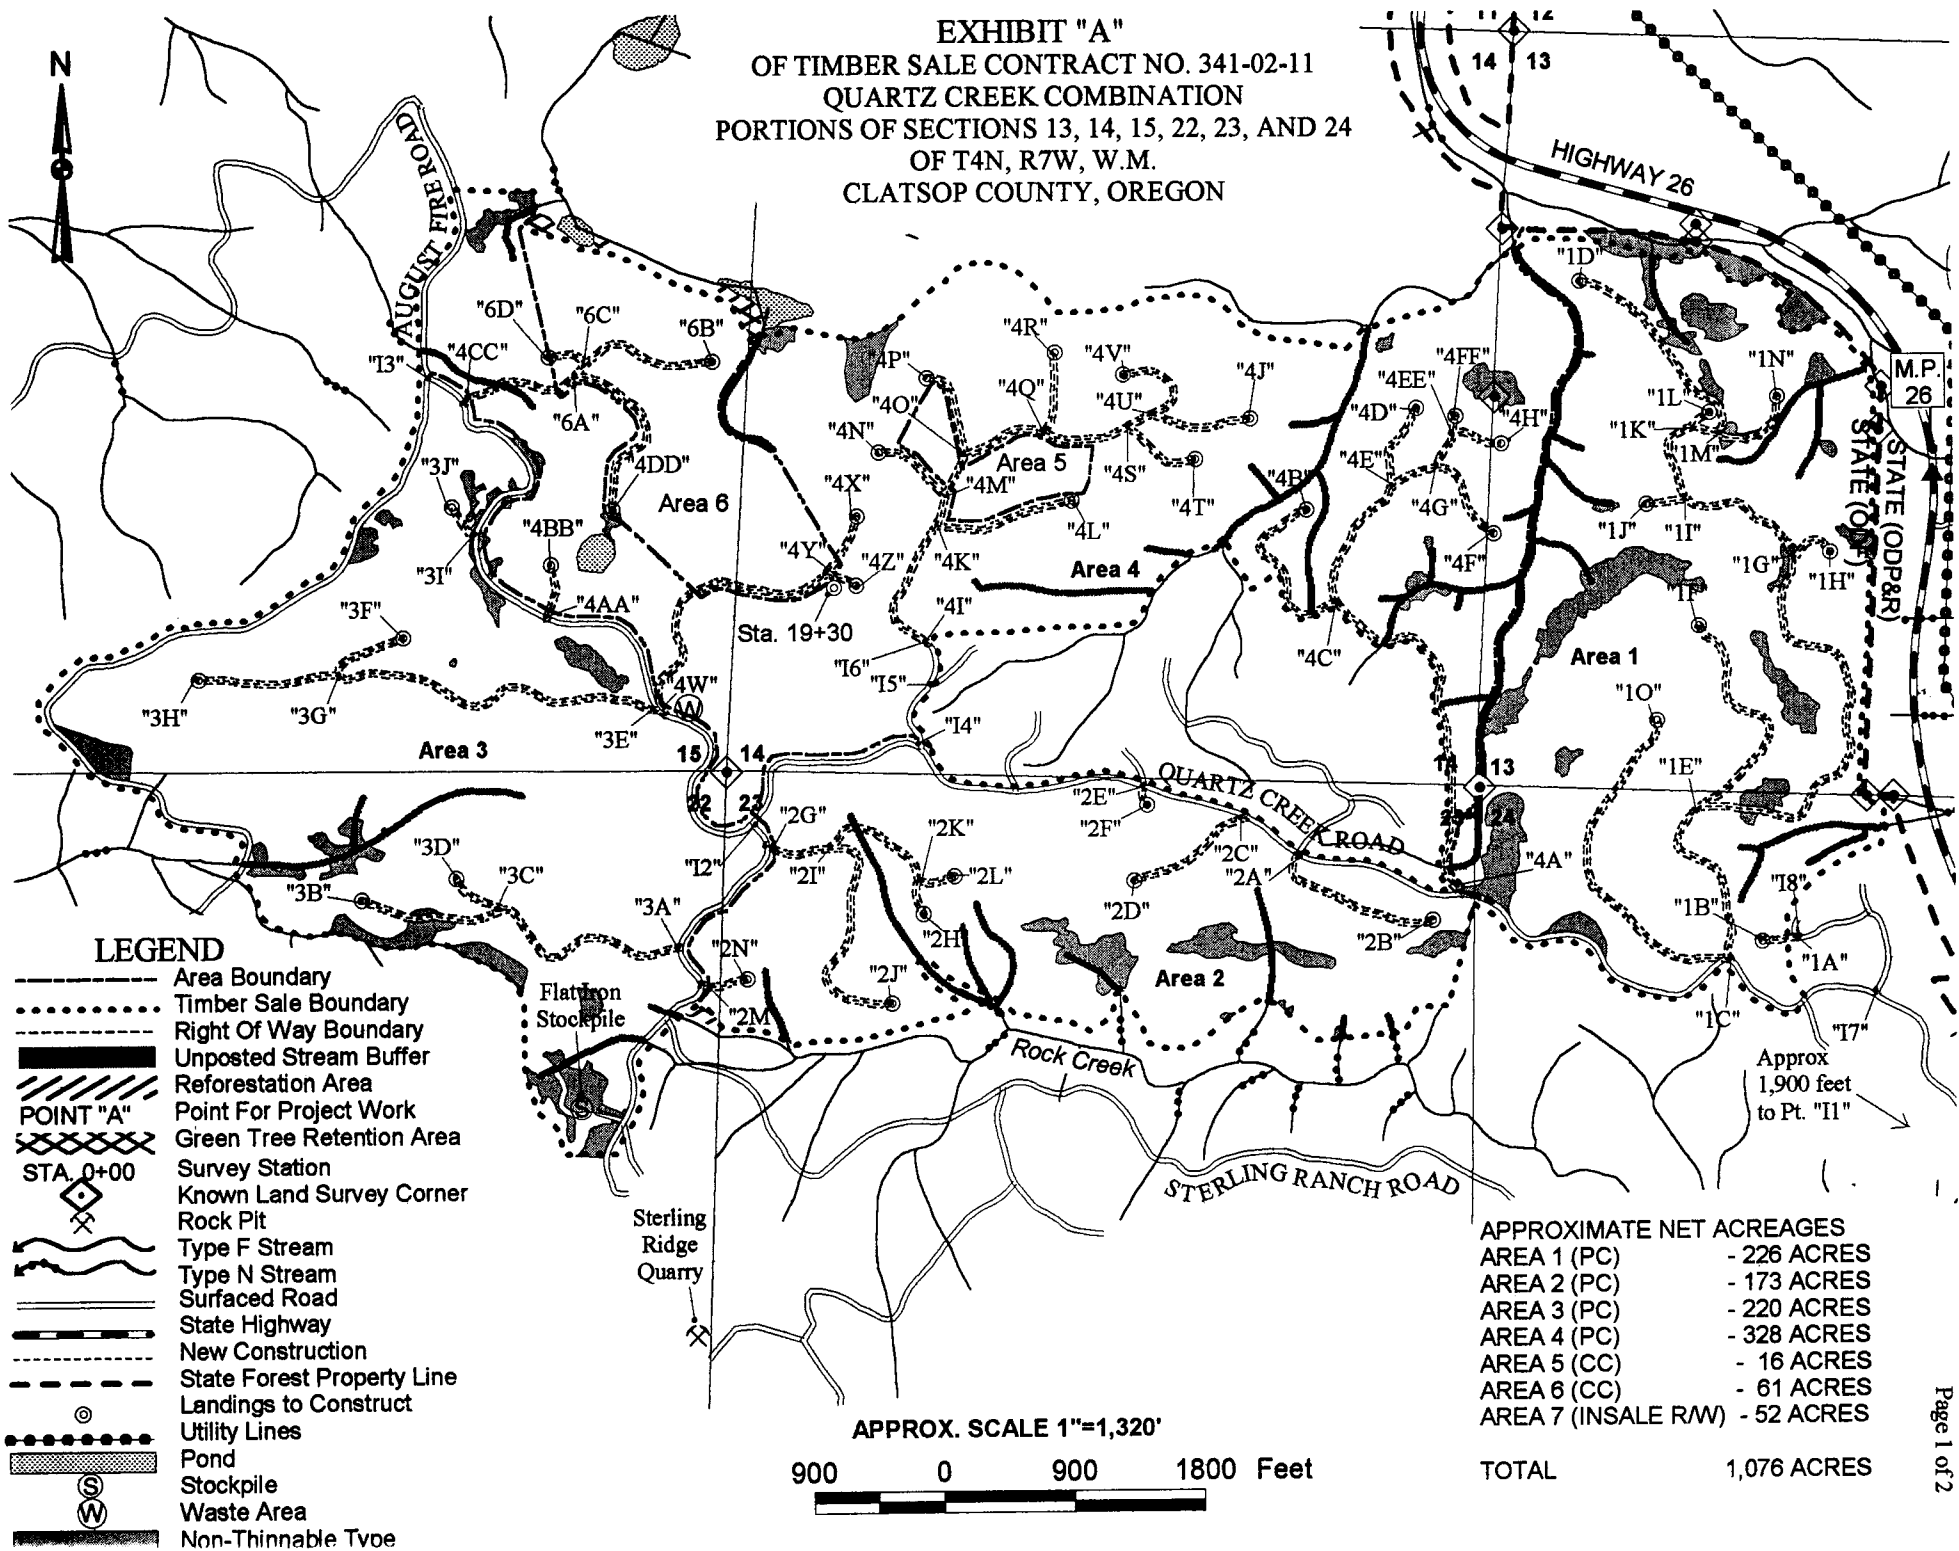 EXHIBIT "A"
OF TIMBER SALE CONTRACT NO. 341-02-11
QUARTZ CREEK COMBINATION
PORTIONS OF SECTIONS 13, 14, 15, 22, 23, AND 24
OF T4N, R7W, W.M.
CLATSOP COUNTY, OREGON
N
11 12
14 13
HIGHWAY 26
AUGUST FIRE ROAD
"1D"
"6D"
"6C"
"6B"
"4R"
"4V"
"4J"
"4FF"
"4CC"
"I3"
"4P"
"4EE"
"1N"
M.P.
26
"4Q"
"4U"
"4O"
"4D"
"4H"
"1L"
"6A"
"4N"
"1K"
"1M"
STATE (ODF)
STATE (ODP&R)
"3J"
"4DD"
Area 5
"4S"
"4E"
"4M"
"4X"
"4B"
"4G"
Area 6
"4T"
"4BB"
"4L"
"1J"
"1I"
"4Y"
"4Z"
"4K"
"4F"
"1G"
"1H"
"3I"
Area 4
"1F"
"3F"
"4AA"
"4I"
Sta. 19+30
"4C"
Area 1
"I6"
"I5"
"4W"
W
"1O"
"3H"
"3G"
"3E"
"I4"
Area 3
15 14
22 23
14 13
23 24
QUARTZ CREEK ROAD
"2E"
"1E"
"2F"
"2G"
"2K"
"3D"
"I2"
"2I"
"2C"
"2A"
"4A"
"3B"
"3C"
"2L"
"I8"
"3A"
"2D"
"1B"
"2H"
"2B"
"2N"
"1A"
"2J"
Area 2
Flat Iron
Stockpile
"2M
"1C"
"I7"
Rock Creek
Approx
1,900 feet
to Pt. "I1"
S
STERLING RANCH ROAD
Sterling
Ridge
Quarry
LEGEND
Area Boundary
Timber Sale Boundary
Right Of Way Boundary
Unposted Stream Buffer
Reforestation Area
POINT "A" Point For Project Work
Green Tree Retention Area
STA. 0+00 Survey Station
Known Land Survey Corner
Rock Pit
Type F Stream
Type N Stream
Surfaced Road
State Highway
New Construction
State Forest Property Line
Landings to Construct
Utility Lines
Pond
S Stockpile
W Waste Area
Non-Thinnable Type
APPROX. SCALE 1"=1,320'
900 0 900 1800 Feet
APPROXIMATE NET ACREAGES
AREA 1 (PC) - 226 ACRES
AREA 2 (PC) - 173 ACRES
AREA 3 (PC) - 220 ACRES
AREA 4 (PC) - 328 ACRES
AREA 5 (CC) - 16 ACRES
AREA 6 (CC) - 61 ACRES
AREA 7 (INSALE R/W) - 52 ACRES
TOTAL 1,076 ACRES
Page 1 of 2